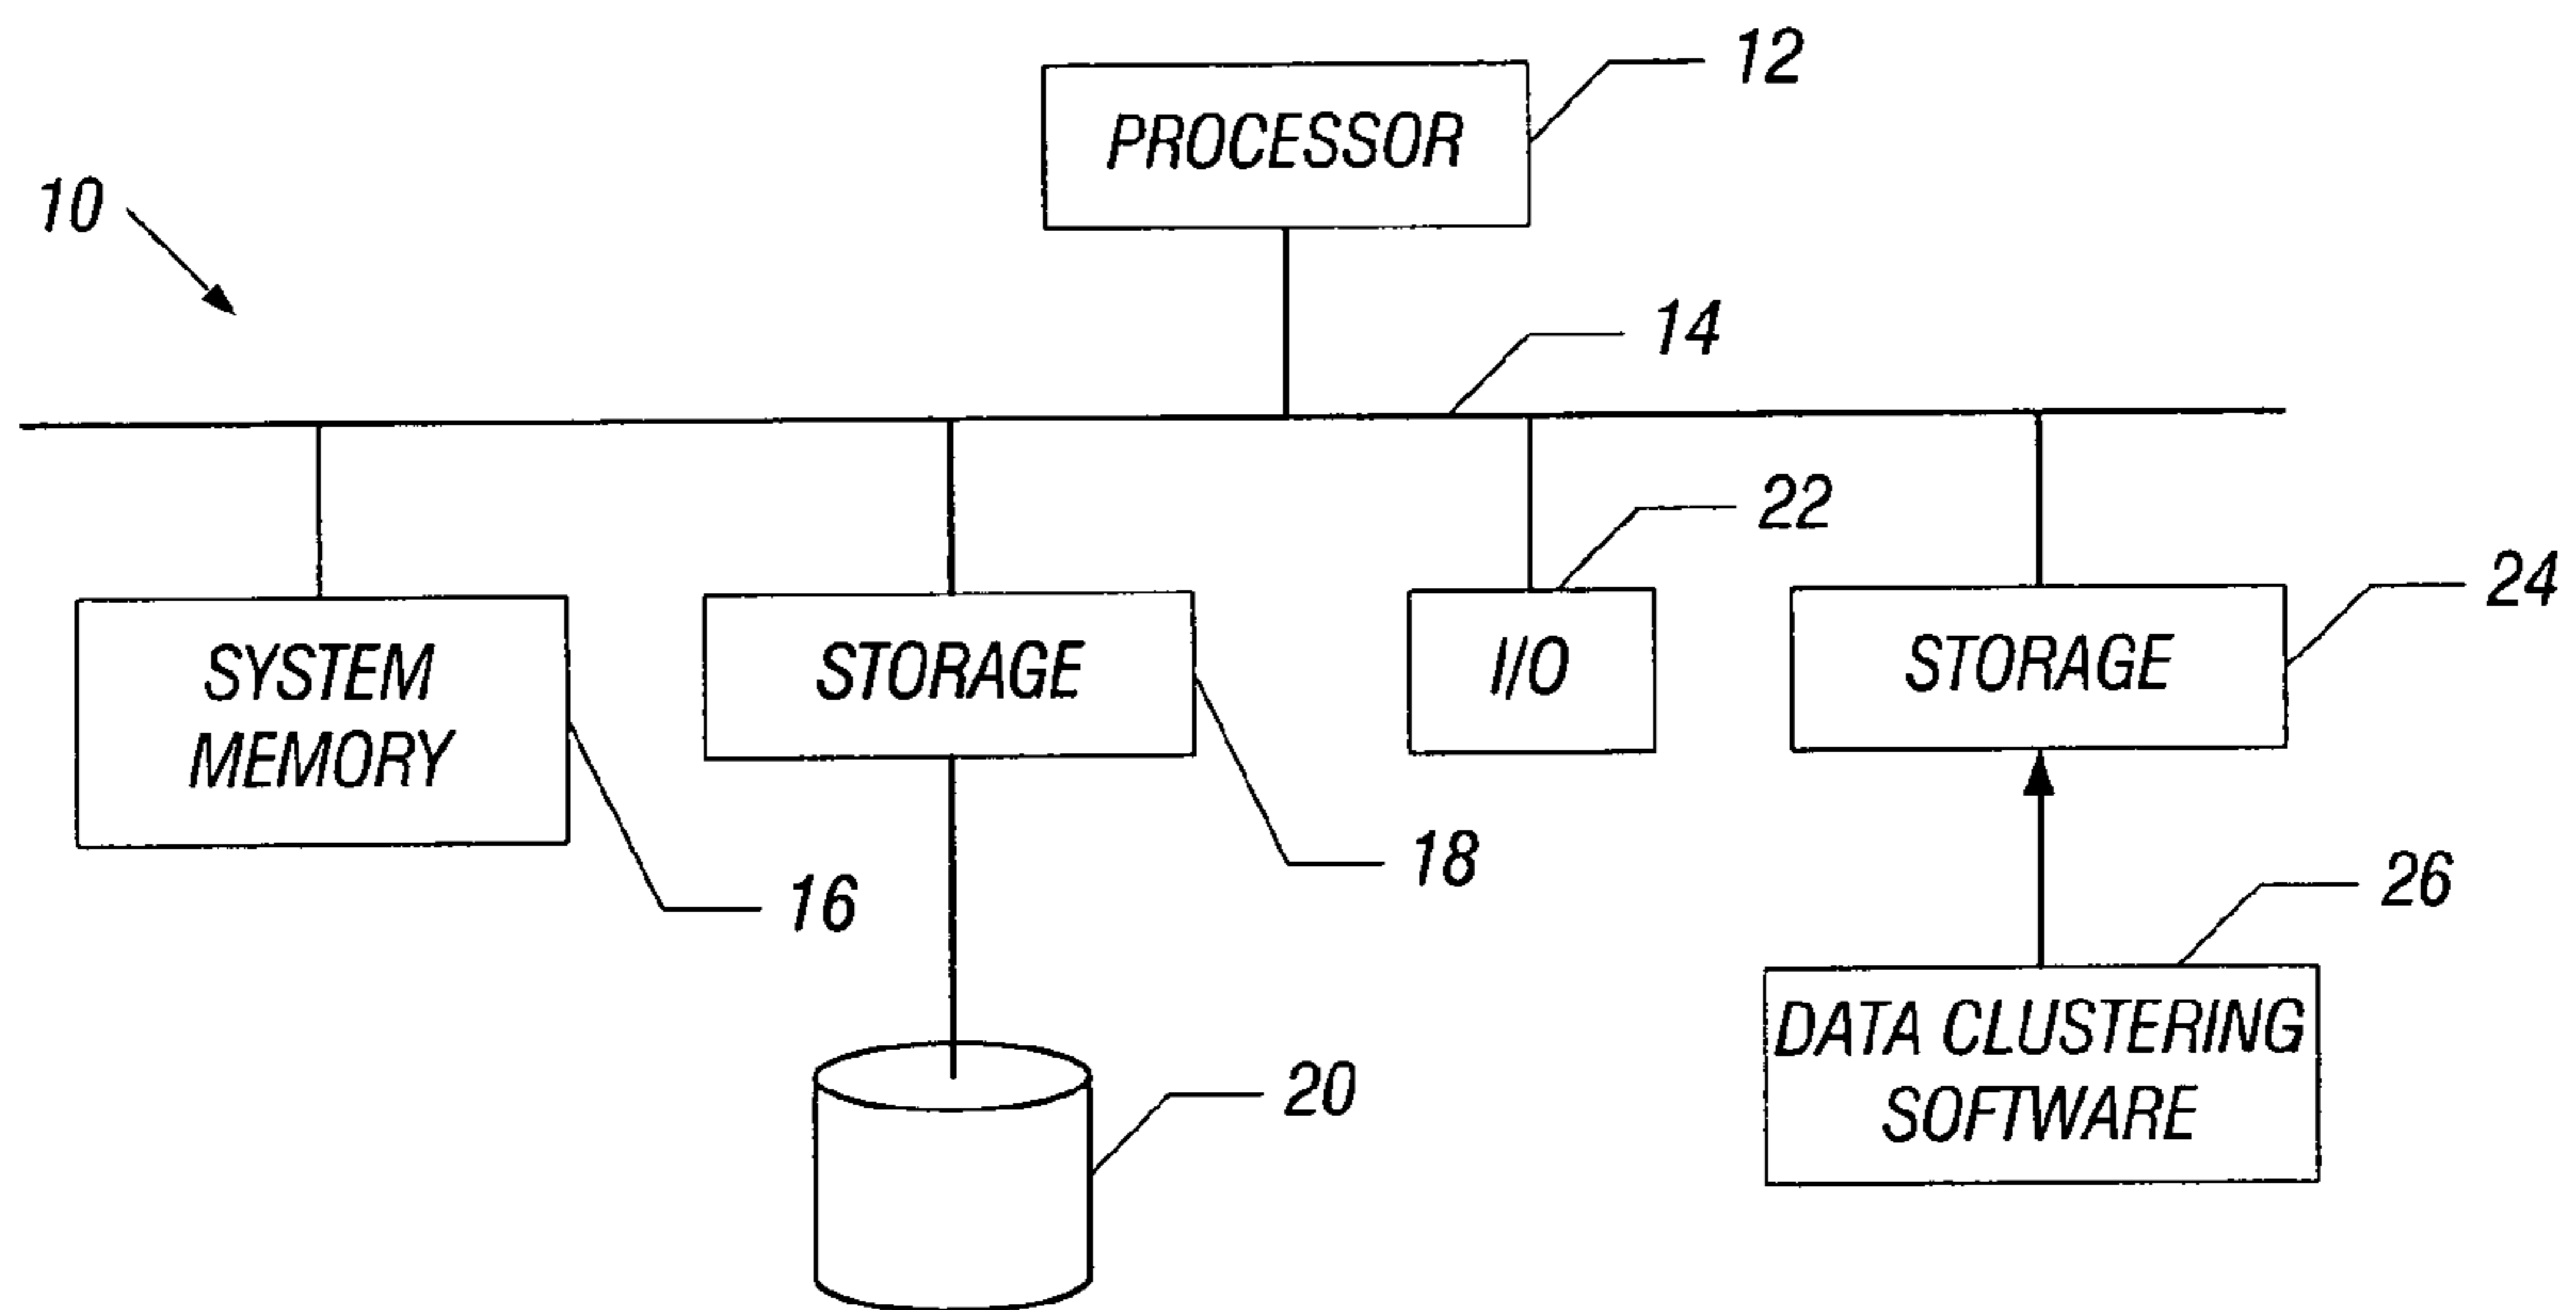 12
PROCESSOR
10
14
22
24
SYSTEM
MEMORY
STORAGE
I/O
STORAGE
18
16
26
20
DATA CLUSTERING
SOFTWARE